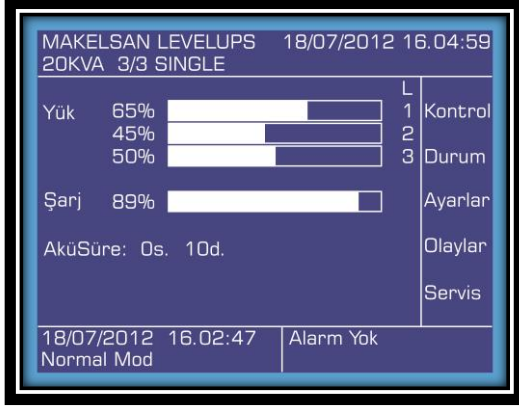 MAKELSAN LEVELUPS 18/07/2012 16.04:59
20KVA 3/3 SINGLE
L
Yük 65% 1 Kontrol
45% 2
50% 3 Durum
Şarj 89% Ayarlar
AküSüre: 0s. 10d. Olaylar
Servis
18/07/2012 16.02:47 Alarm Yok
Normal Mod